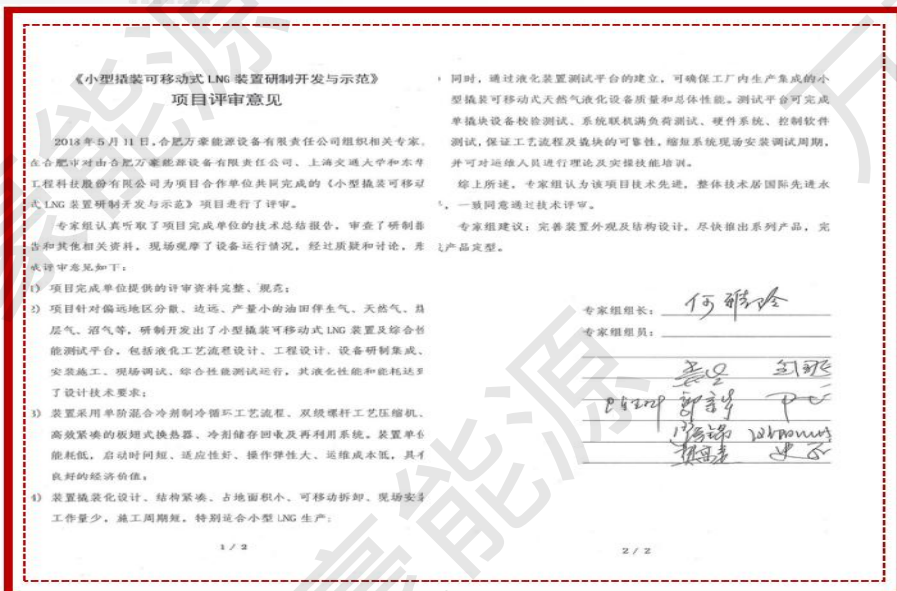 《小型撬装可移动式 LNG 装置研制开发与示范》
项目评审意见
2018 年 5 月 11 日,合肥万豪能源设备有限责任公司组织相关专家,
在合肥市对由合肥万豪能源设备有限责任公司、上海交通大学和东华
工程科技股份有限公司为项目合作单位共同完成的《小型撬装可移动
式 LNG 装置研制开发与示范》项目进行了评审。
专家组认真听取了项目完成单位的技术总结报告,审查了研制报
告和其他相关资料,现场观摩了设备运行情况,经过质疑和讨论,形
成评审意见如下:
1) 项目完成单位提供的评审资料完整、规范;
2) 项目针对偏远地区分散、边远、产量小的油田伴生气、天然气、煤
层气、沼气等,研制开发出了小型撬装可移动式 LNG 装置及综合性
能测试平台,包括液化工艺流程设计、工程设计、设备研制集成、
安装施工、现场调试、综合性能测试运行,其液化性能和能耗达到
了设计技术要求;
3) 装置采用单阶混合冷剂制冷循环工艺流程、双级螺杆工艺压缩机、
高效紧凑的板翅式换热器、冷剂储存回收及再利用系统。装置单位
能耗低,启动时间短、适应性好、操作弹性大、运维成本低,具有
良好的经济价值;
4) 装置撬装化设计、结构紧凑、占地面积小、可移动拆卸、现场安装
工作量少,施工周期短,特别适合小型 LNG 生产;
1 / 2
同时,通过液化装置测试平台的建立,可确保工厂内生产集成的小
型撬装可移动式天然气液化设备质量和总体性能。测试平台可完成
单撬块设备校验测试、系统联机满负荷测试、硬件系统、控制软件
测试,保证工艺流程及撬块的可靠性,缩短系统现场安装调试周期,
并可对运维人员进行理论及实操技能培训。
综上所述,专家组认为该项目技术先进,整体技术居国际先进水
,一致同意通过技术评审。
专家组建议:完善装置外观及结构设计,尽快推出系列产品,完
产品定型。
专家组组长:何雅玲
专家组组员:
2 / 2
豪能源
豪能源
万